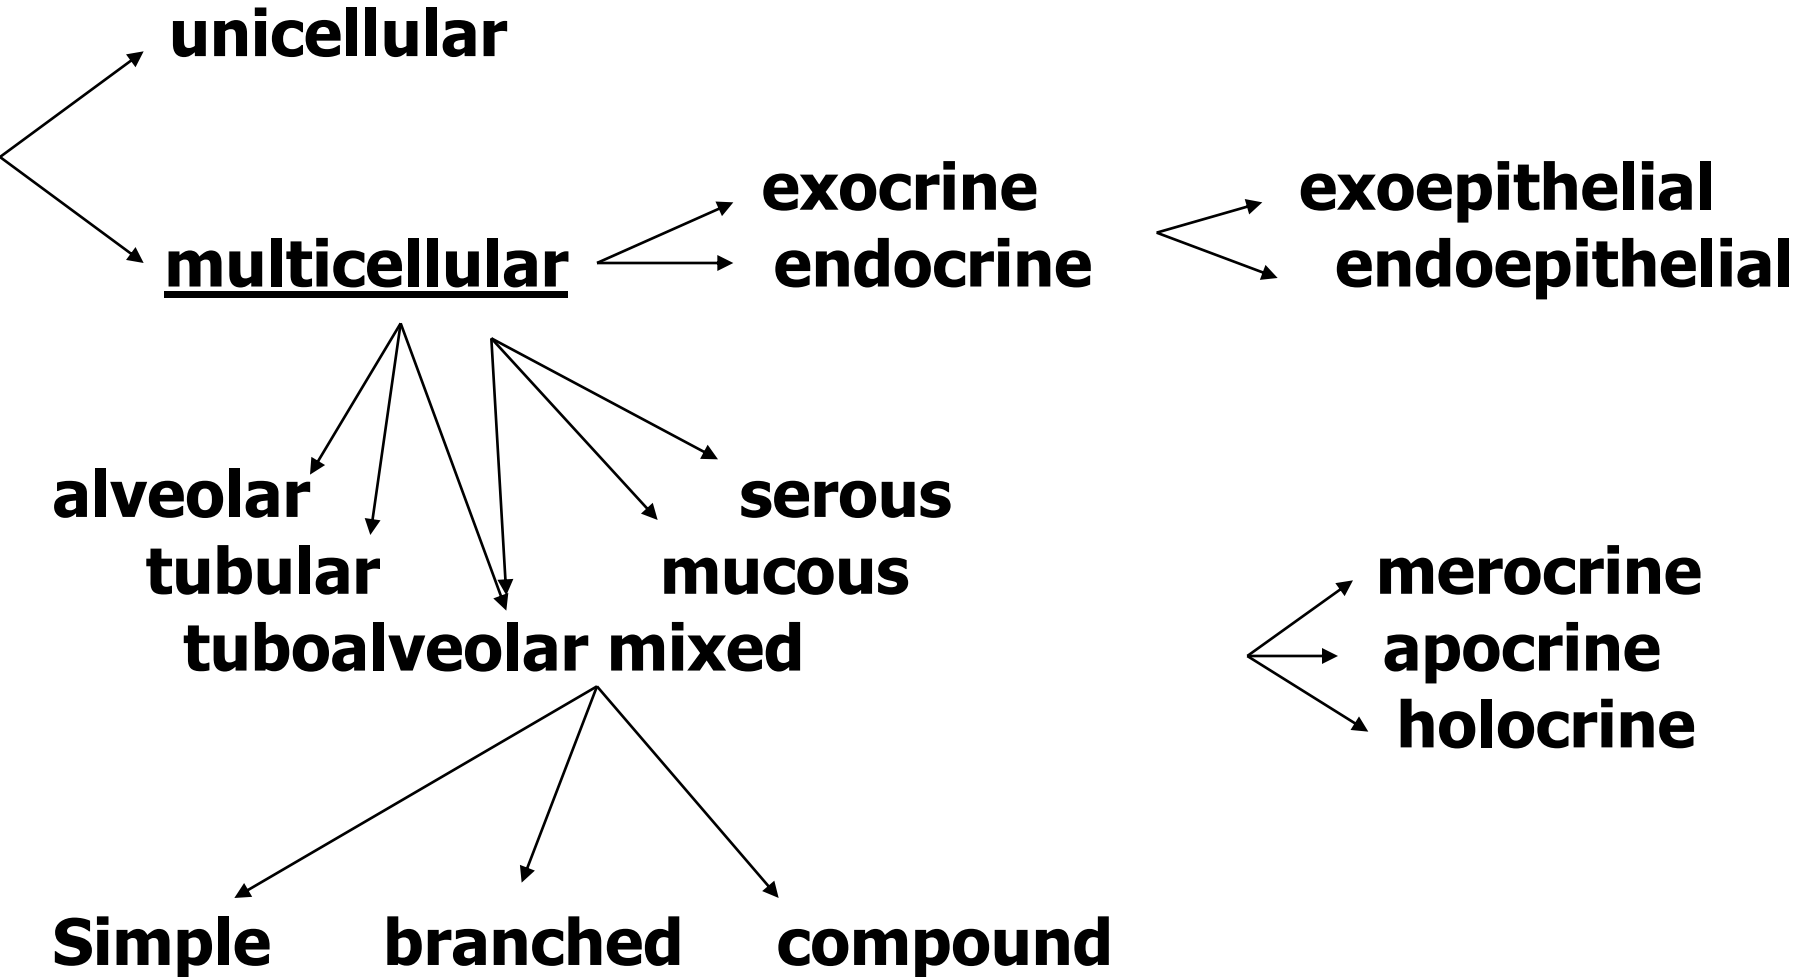 unicellular
exocrine exoepithelial
multicellular endocrine endoepithelial
alveolar serous
tubular mucous merocrine
tuboalveolar mixed apocrine
holocrine
Simple branched compound